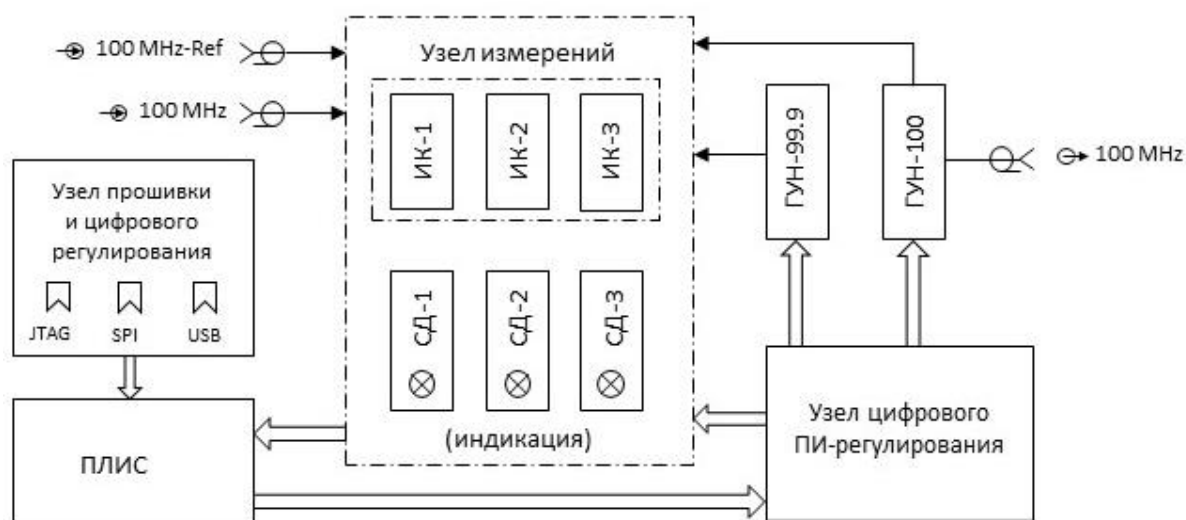 100 MHz-Ref
100 MHz
Узел измерений
ИК-1
ИК-2
ИК-3
ГУН-99.9
ГУН-100
100 MHz
Узел прошивки
и цифрового
регулирования
JTAG
SPI
USB
СД-1
СД-2
СД-3
(индикация)
ПЛИС
Узел цифрового
ПИ-регулирования